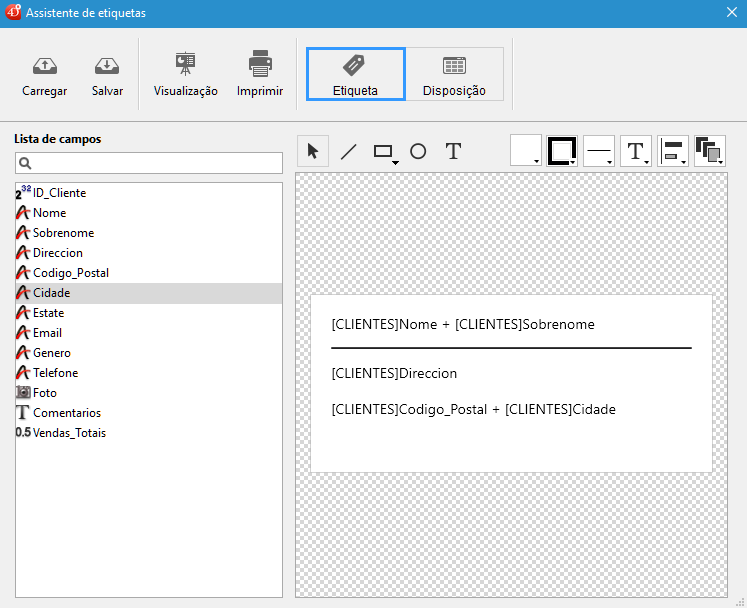 4D Assistente de etiquetas
Carregar Salvar Visualização Imprimir Etiqueta Disposição
Lista de campos
T T
2^32 ID_Cliente
Nome
Sobrenome
Direccion
Codigo_Postal
Cidade
Estate
Email
Genero
Telefone
Foto
T Comentarios
0.5 Vendas_Totais
[CLIENTES]Nome + [CLIENTES]Sobrenome
[CLIENTES]Direccion
[CLIENTES]Codigo_Postal + [CLIENTES]Cidade